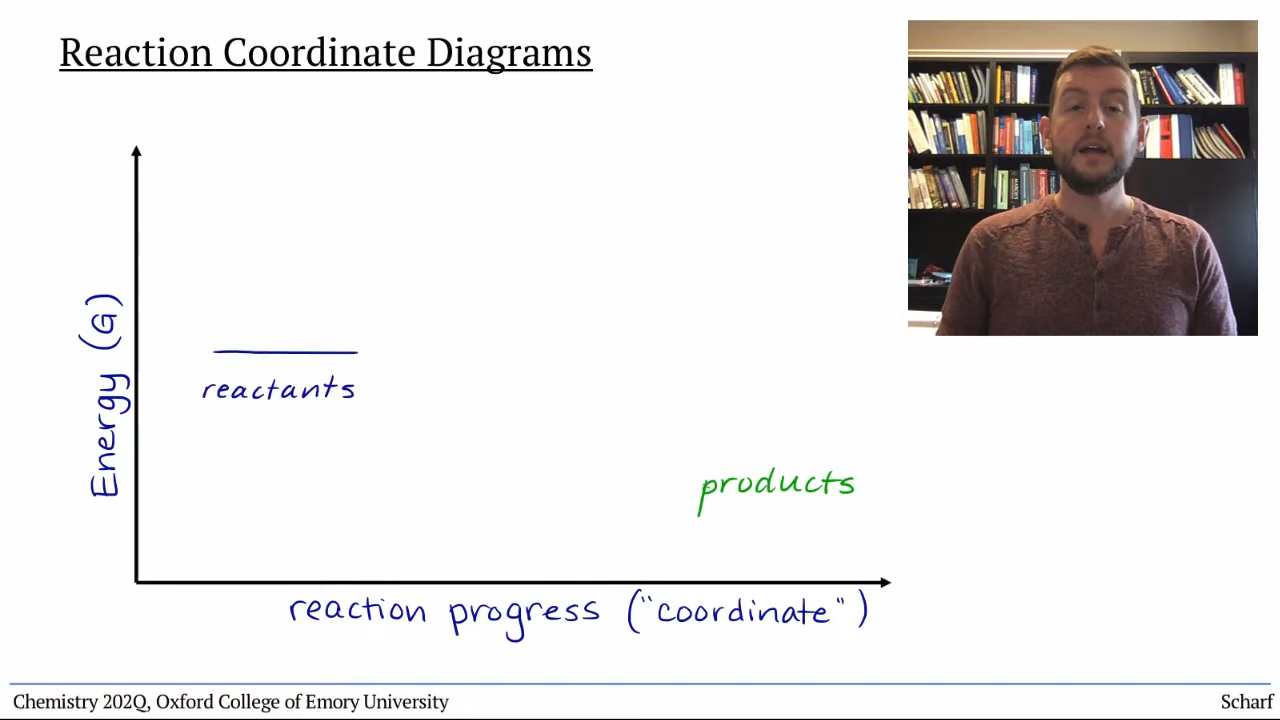 Reaction Coordinate Diagrams
Energy (G)
reactants
products
reaction progress ("coordinate")
Chemistry 202Q, Oxford College of Emory University
Scharf